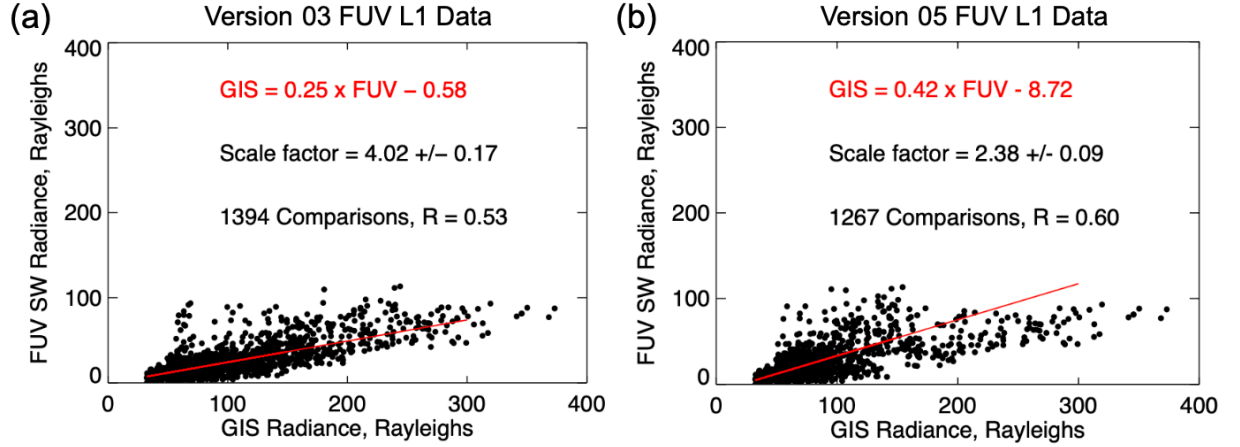 (a)
Version 03 FUV L1 Data
FUV SW Radiance, Rayleighs
400
300
200
100
0
GIS = 0.25 x FUV − 0.58
Scale factor = 4.02 +/− 0.17
1394 Comparisons, R = 0.53
0 100 200 300 400
GIS Radiance, Rayleighs
(b)
Version 05 FUV L1 Data
FUV SW Radiance, Rayleighs
400
300
200
100
0
GIS = 0.42 x FUV - 8.72
Scale factor = 2.38 +/- 0.09
1267 Comparisons, R = 0.60
0 100 200 300 400
GIS Radiance, Rayleighs